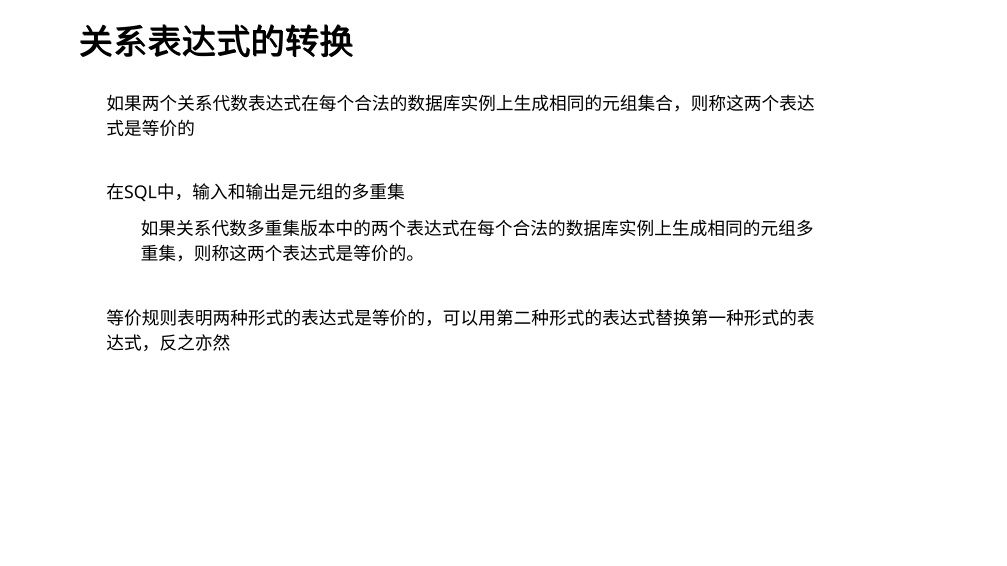 关系表达式的转换
如果两个关系代数表达式在每个合法的数据库实例上生成相同的元组集合，则称这两个表达
式是等价的
在SQL中，输入和输出是元组的多重集
如果关系代数多重集版本中的两个表达式在每个合法的数据库实例上生成相同的元组多
重集，则称这两个表达式是等价的。
等价规则表明两种形式的表达式是等价的，可以用第二种形式的表达式替换第一种形式的表
达式，反之亦然